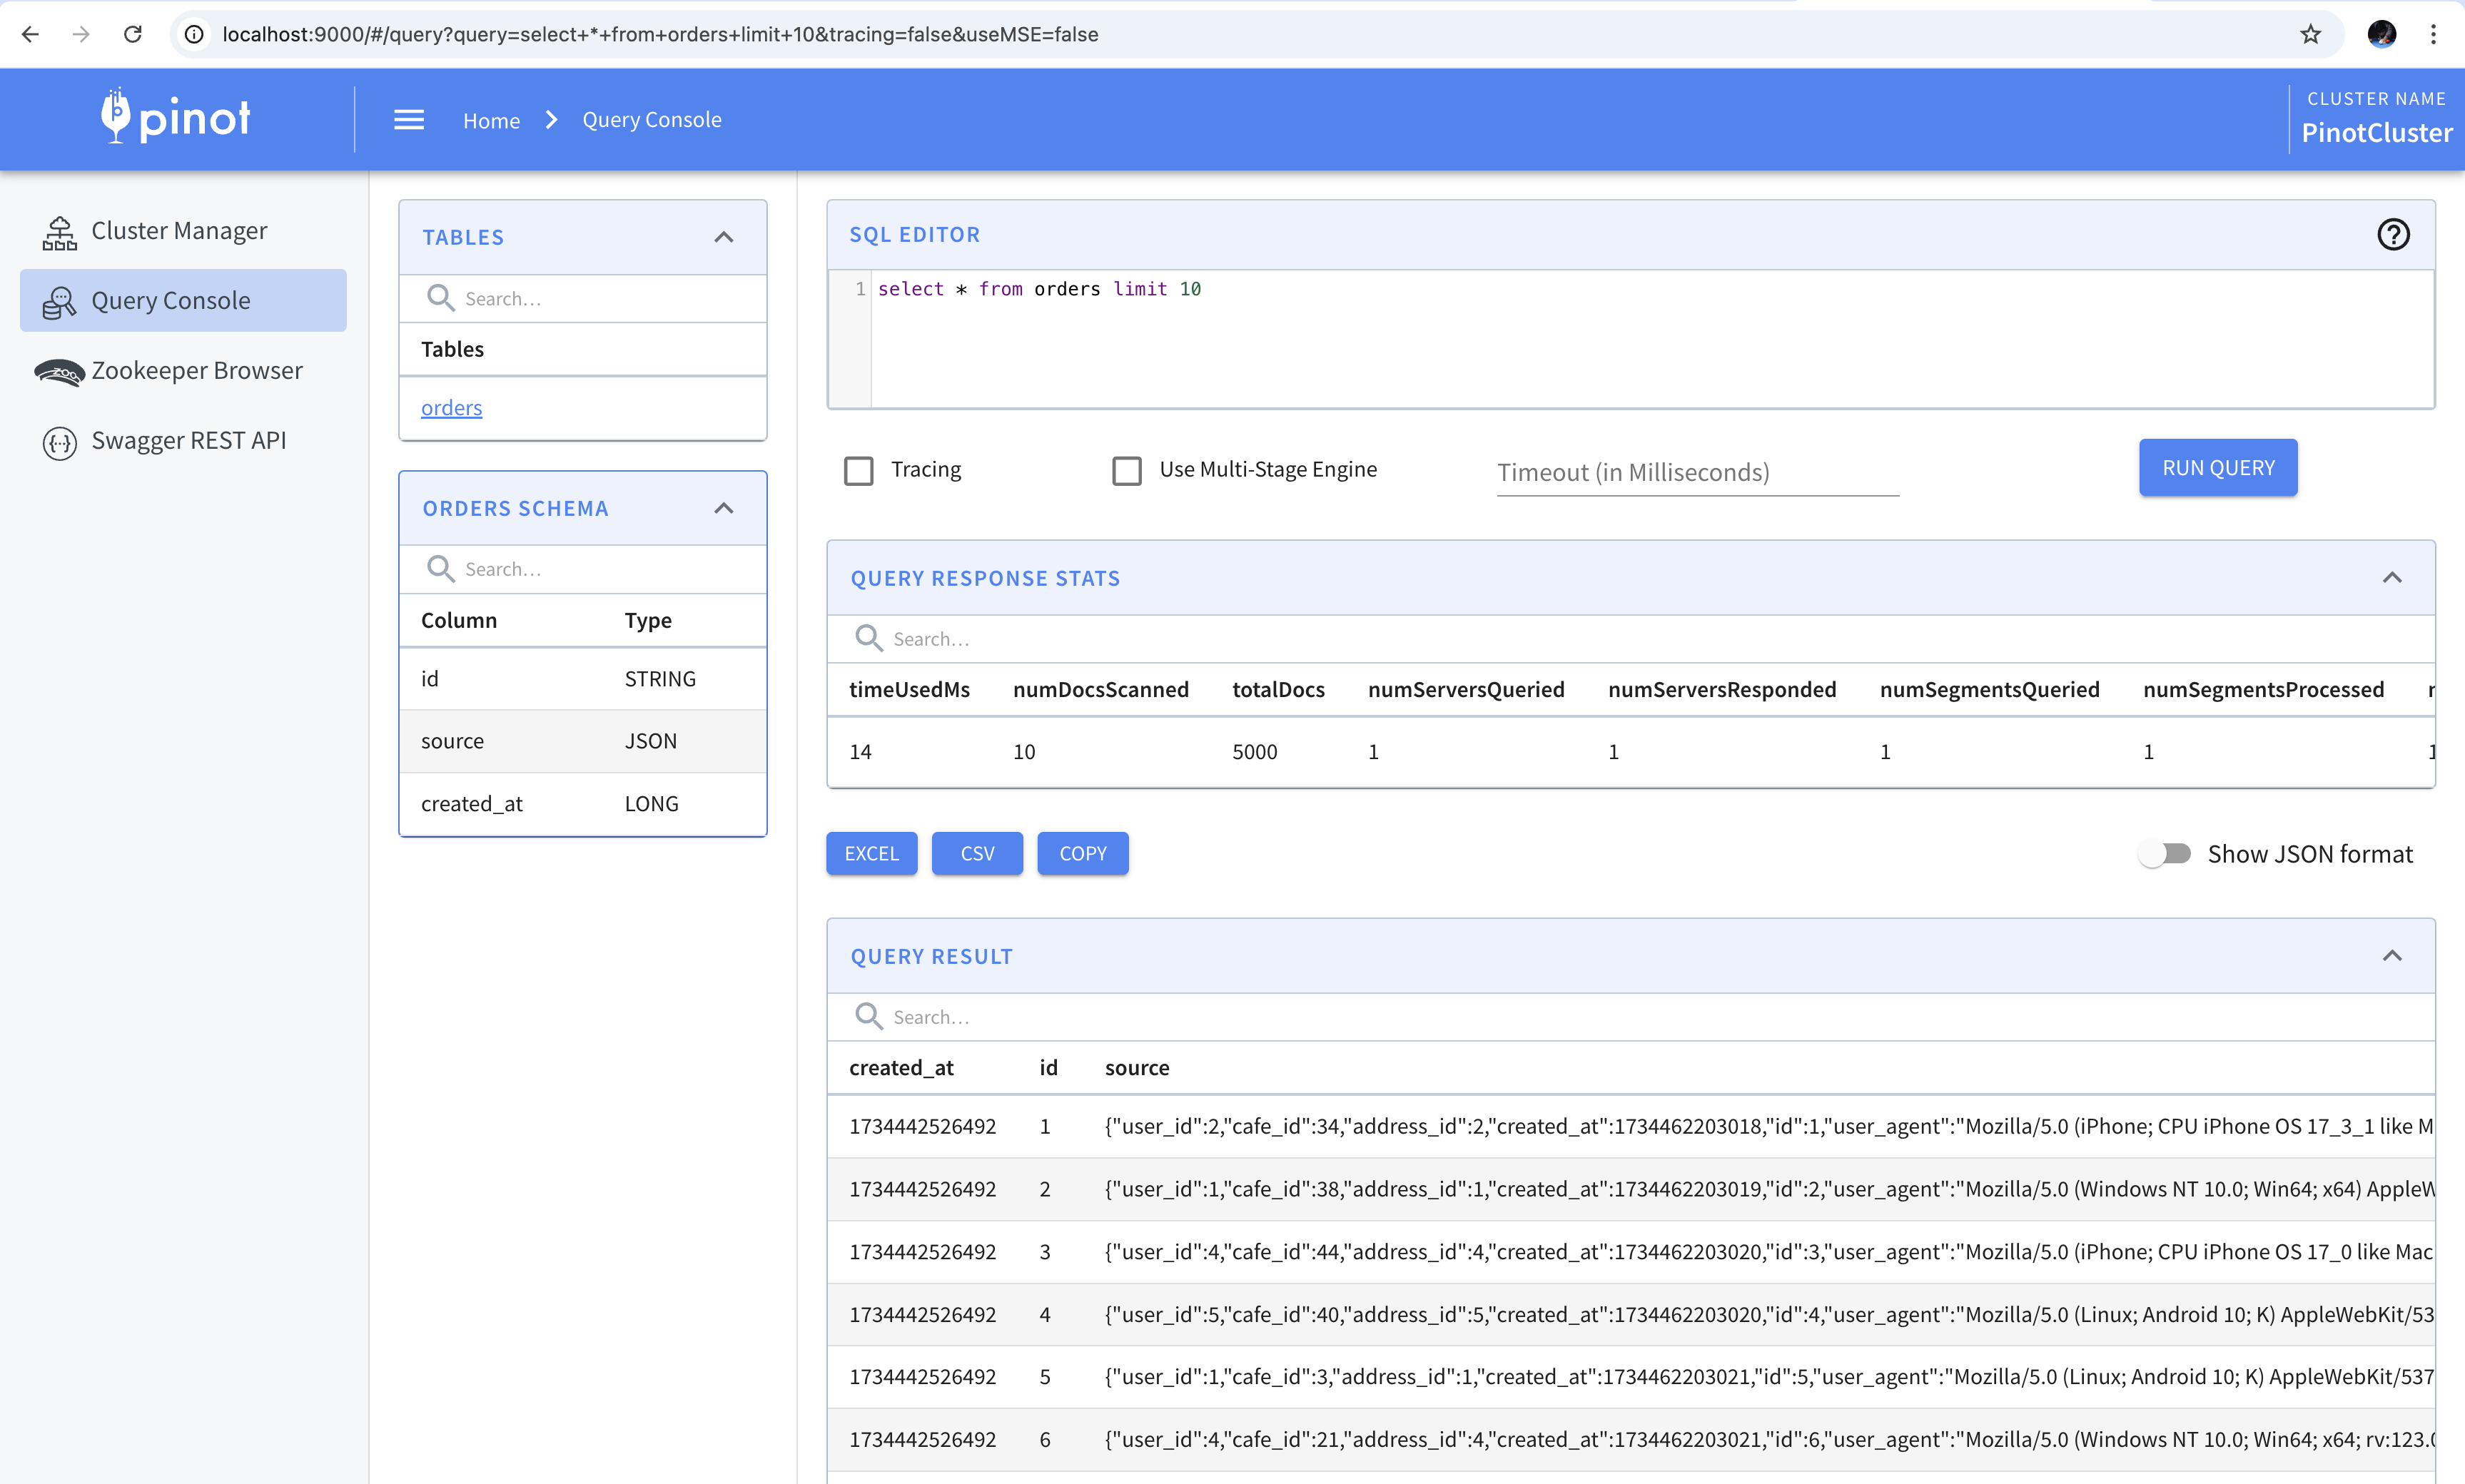 localhost:9000/#/query?query=select+*+from+orders+limit+10&tracing=false&useMSE=false
pinot
Home
Query Console
CLUSTER NAME
PinotCluster
Cluster Manager
Query Console
Zookeeper Browser
Swagger REST API
TABLES
Search...
Tables
orders
ORDERS SCHEMA
Search...
Column Type
id STRING
source JSON
created_at LONG
SQL EDITOR
1 select * from orders limit 10
Tracing
Use Multi-Stage Engine
Timeout (in Milliseconds)
RUN QUERY
QUERY RESPONSE STATS
Search...
timeUsedMs numDocsScanned totalDocs numServersQueried numServersResponded numSegmentsQueried numSegmentsProcessed
14 10 5000 1 1 1 1 1
EXCEL CSV COPY
Show JSON format
QUERY RESULT
Search...
created_at id source
1734442526492 1 {"user_id":2,"cafe_id":34,"address_id":2,"created_at":1734462203018,"id":1,"user_agent":"Mozilla/5.0 (iPhone; CPU iPhone OS 17_3_1 like M
1734442526492 2 {"user_id":1,"cafe_id":38,"address_id":1,"created_at":1734462203019,"id":2,"user_agent":"Mozilla/5.0 (Windows NT 10.0; Win64; x64) AppleW
1734442526492 3 {"user_id":4,"cafe_id":44,"address_id":4,"created_at":1734462203020,"id":3,"user_agent":"Mozilla/5.0 (iPhone; CPU iPhone OS 17_0 like Mac
1734442526492 4 {"user_id":5,"cafe_id":40,"address_id":5,"created_at":1734462203020,"id":4,"user_agent":"Mozilla/5.0 (Linux; Android 10; K) AppleWebKit/53
1734442526492 5 {"user_id":1,"cafe_id":3,"address_id":1,"created_at":1734462203021,"id":5,"user_agent":"Mozilla/5.0 (Linux; Android 10; K) AppleWebKit/537
1734442526492 6 {"user_id":4,"cafe_id":21,"address_id":4,"created_at":1734462203021,"id":6,"user_agent":"Mozilla/5.0 (Windows NT 10.0; Win64; x64; rv:123.0